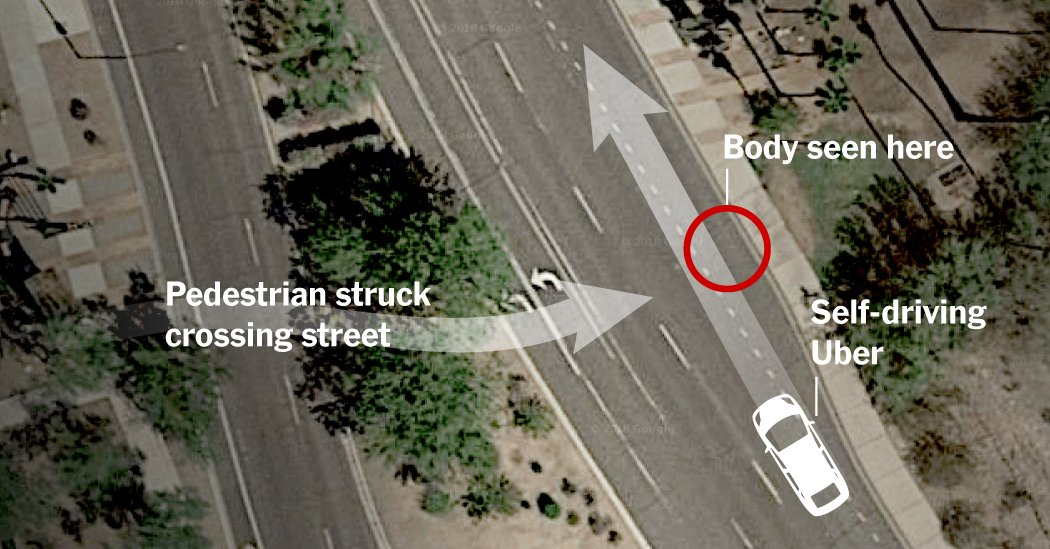 Body seen here
Pedestrian struck
crossing street
Self-driving
Uber